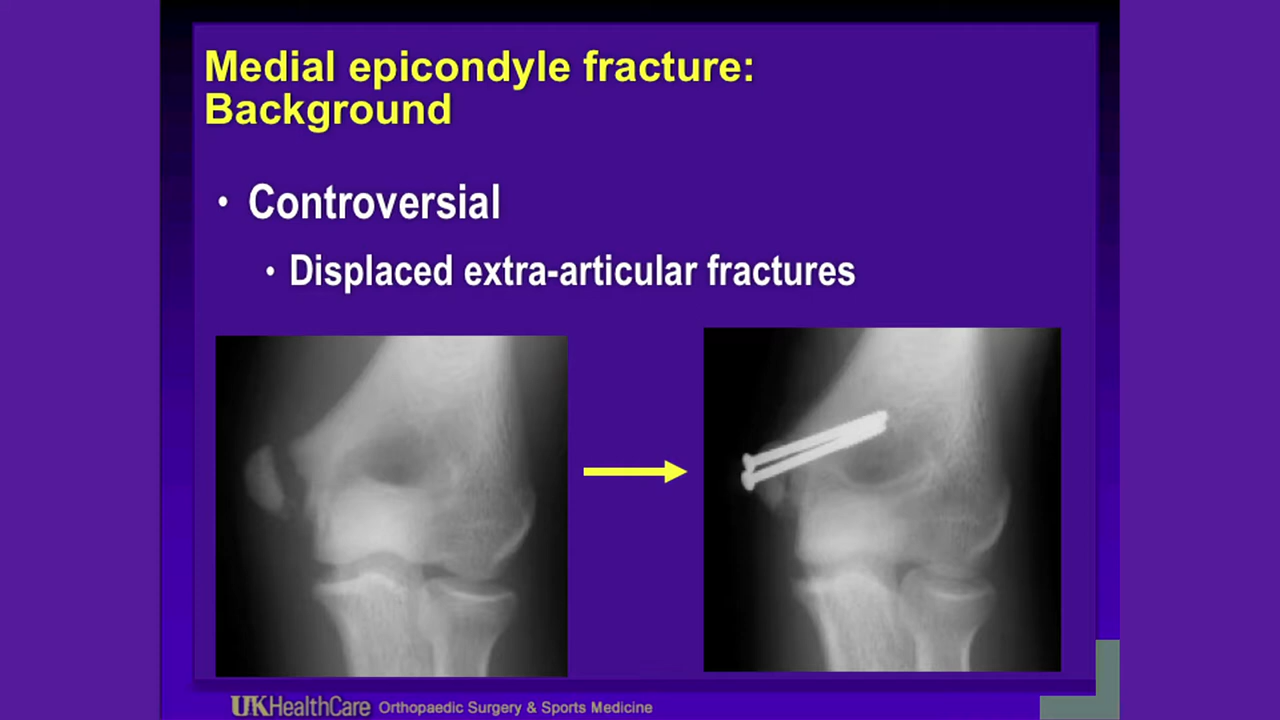 Medial epicondyle fracture:
Background
• Controversial
• Displaced extra-articular fractures
UKHealthCare Orthopaedic Surgery & Sports Medicine